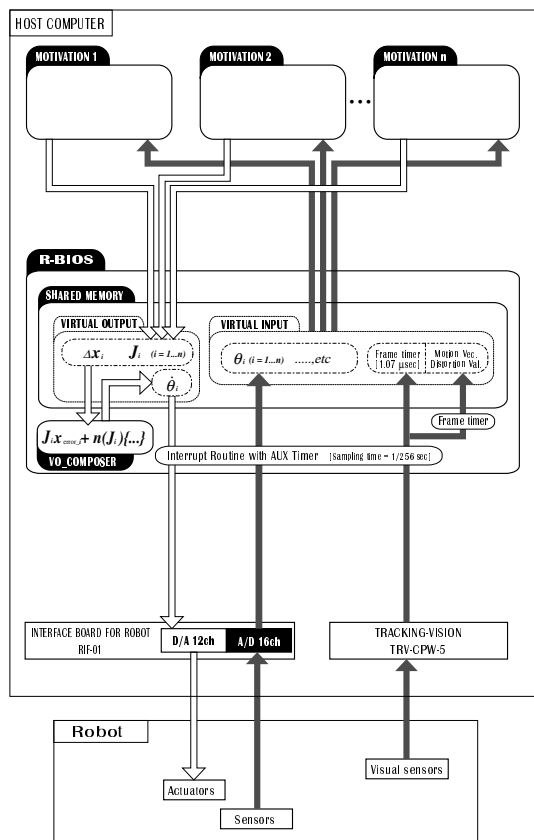 HOST COMPUTER
MOTIVATION 1
MOTIVATION 2
MOTIVATION n
...
R-BIOS
SHARED MEMORY
VIRTUAL OUTPUT
VIRTUAL INPUT
Δx i J i (i = 1...n)
θ i (i = 1...n) .....,etc
Frame timer
[1.07 μsec]
Motion Vec.
Distortion Val.
θ̇ i
Frame timer
J i x error_i + n(J i){...}
VO_COMPOSER
Interrupt Routine with AUX Timer [Sampling time = 1/256 sec]
INTERFACE BOARD FOR ROBOT
RIF-01
D/A 12ch
A/D 16ch
TRACKING-VISION
TRV-CPW-5
Robot
Visual sensors
Actuators
Sensors